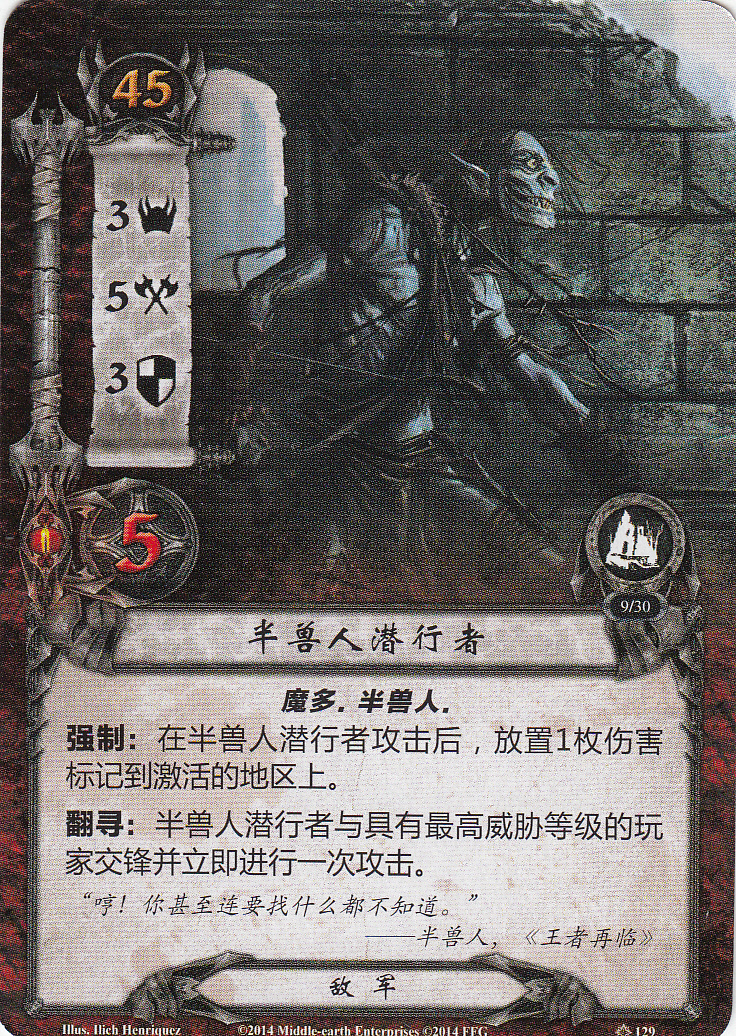 45
3
5
3
5
9/30
半兽人潜行者
魔多. 半兽人.
强制：在半兽人潜行者攻击后，放置1枚伤害
标记到激活的地区上。
翻寻：半兽人潜行者与具有最高威胁等级的玩
家交锋并立即进行一次攻击。
“哼！你甚至连要找什么都不知道。”
——半兽人，《王者再临》
敌 军
Illus. Ilich Henriquez ©2014 Middle-earth Enterprises ©2014 FFG 129